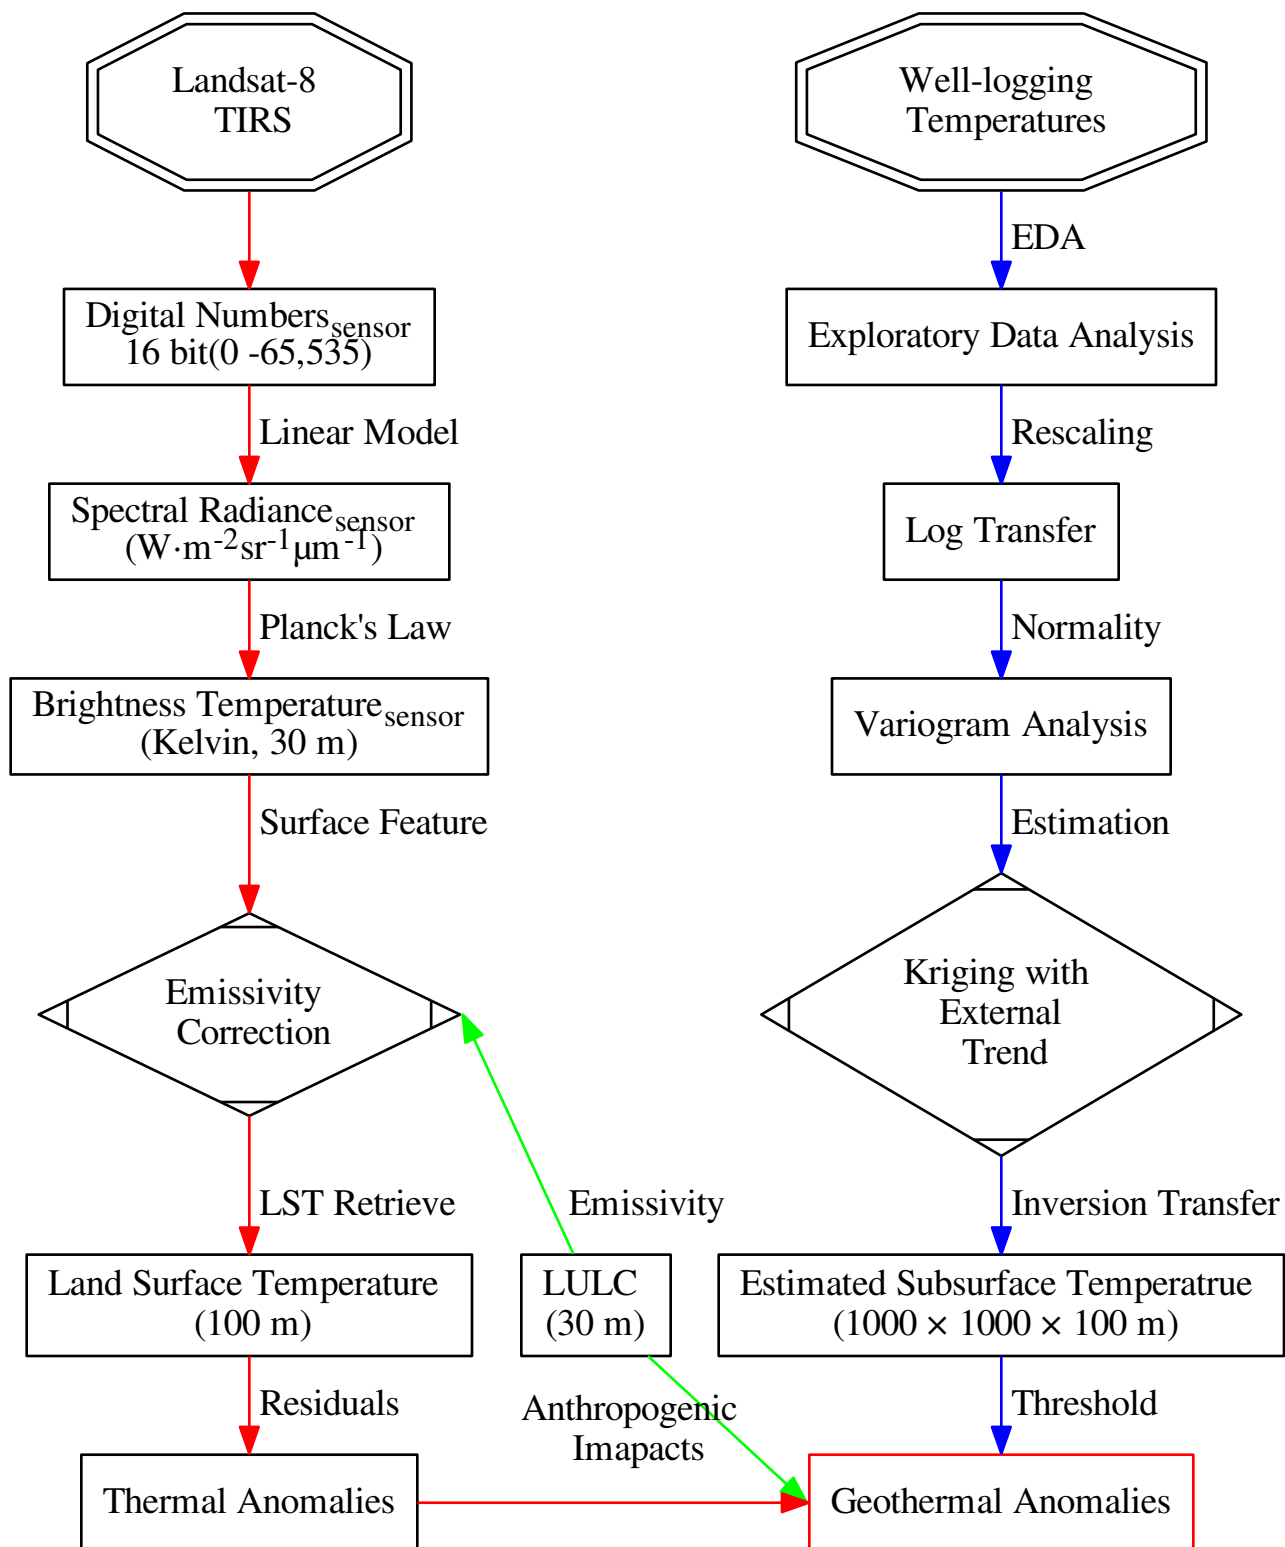 Landsat-8
TIRS
Well-logging
Temperatures
EDA
Digital Numberssensor
16 bit(0 -65,535)
Exploratory Data Analysis
Linear Model
Rescaling
Spectral Radiancesensor
(W·m-2sr-1µm-1)
Log Transfer
Planck's Law
Normality
Brightness Temperaturesensor
(Kelvin, 30 m)
Variogram Analysis
Surface Feature
Estimation
Emissivity
Correction
Kriging with
External
Trend
LST Retrieve
Emissivity
Inversion Transfer
Land Surface Temperature
(100 m)
LULC
(30 m)
Estimated Subsurface Temperatrue
(1000 × 1000 × 100 m)
Residuals
Anthropogenic
Imapacts
Threshold
Thermal Anomalies
Geothermal Anomalies